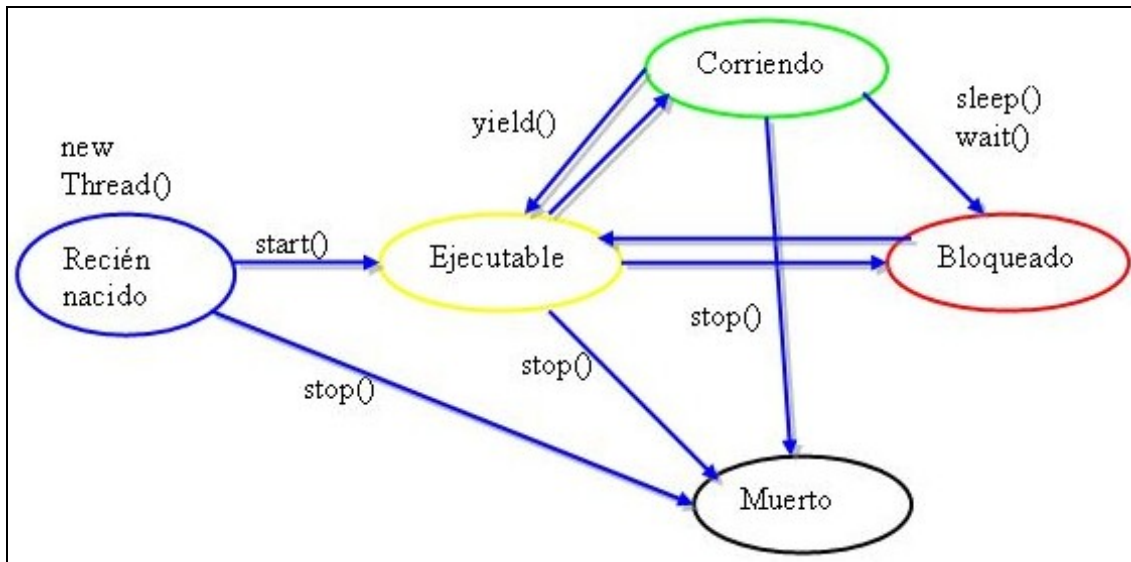 Corriendo
yield()
sleep()
wait()
new
Thread()
Recién
nacido
start()
Ejecutable
Bloqueado
stop()
stop()
stop()
Muerto